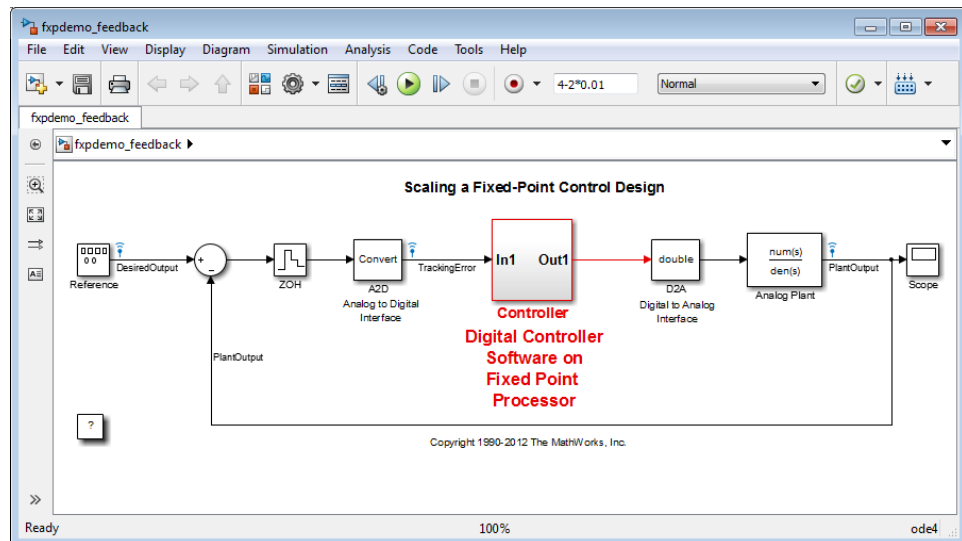 fxpdemo_feedback
File Edit View Display Diagram Simulation Analysis Code Tools Help
4-2*0.01
Normal
fxpdemo_feedback
fxpdemo_feedback
Scaling a Fixed-Point Control Design
DesiredOutput
Reference
+
-
ZOH
Convert
A2D
Analog to Digital
Interface
TrackingError
In1 Out1
Controller
Digital Controller
Software on
Fixed Point
Processor
double
D2A
Digital to Analog
Interface
num(s)
den(s)
Analog Plant
PlantOutput
Scope
PlantOutput
?
Copyright 1990-2012 The MathWorks, Inc.
Ready 100% ode4